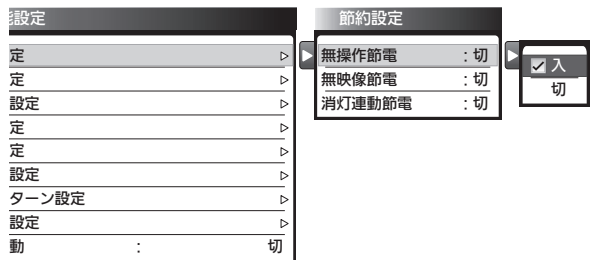 設定
定
定
設定
定
定
設定
ターン設定
設定
動 : 切
節約設定
無操作節電 : 切
無映像節電 : 切
消灯連動節電 : 切
入
切